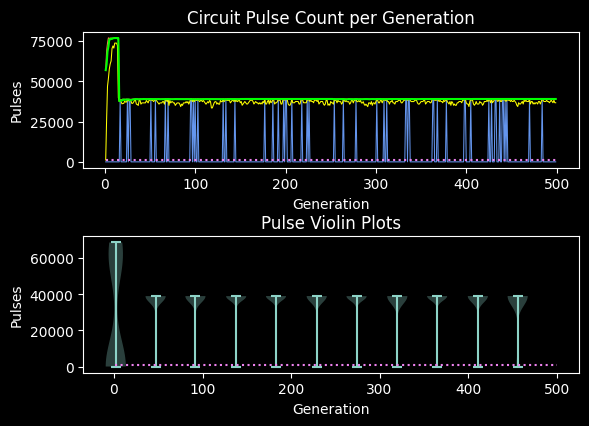 Circuit Pulse Count per Generation
75000
50000
25000
0
Pulses
0 100 200 300 400 500
Generation
Pulse Violin Plots
60000
40000
20000
0
Pulses
0 100 200 300 400 500
Generation